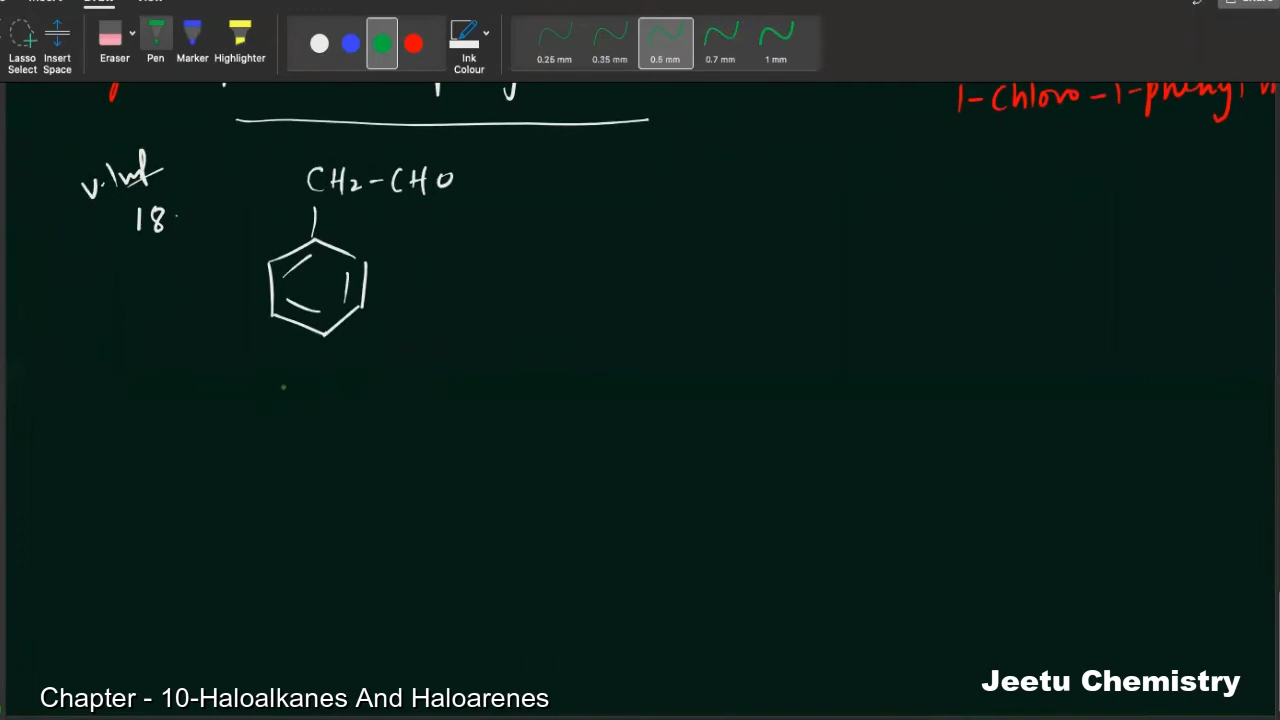 Lasso Select
Insert Space
Eraser
Pen
Marker
Highlighter
Ink Colour
0.25 mm
0.35 mm
0.5 mm
0.7 mm
1 mm
1-Chloro-1-phenyl
v.Imf
CH2-CHO
18.
Jeetu Chemistry
Chapter - 10-Haloalkanes And Haloarenes